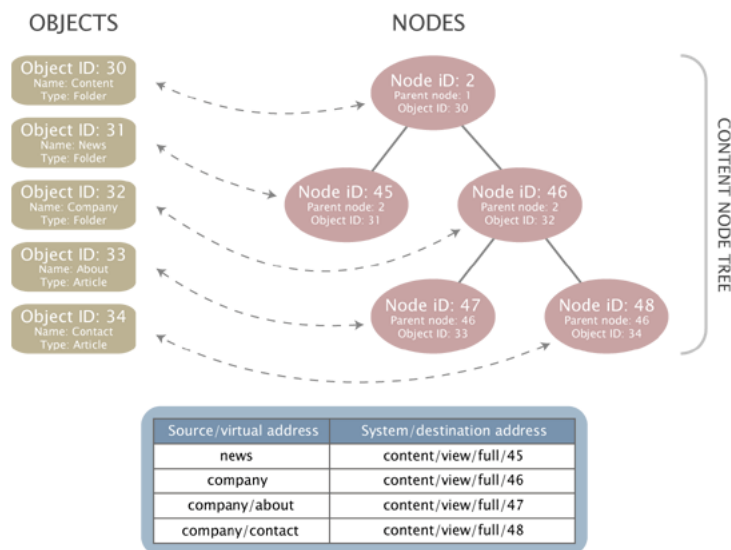 OBJECTS
NODES
Object ID: 30
Name: Content
Type: Folder
Object ID: 31
Name: News
Type: Folder
Object ID: 32
Name: Company
Type: Folder
Object ID: 33
Name: About
Type: Article
Object ID: 34
Name: Contact
Type: Article
Node iD: 2
Parent node: 1
Object ID: 30
Node iD: 45
Parent node: 2
Object ID: 31
Node iD: 46
Parent node: 2
Object ID: 32
Node iD: 47
Parent node: 46
Object ID: 33
Node iD: 48
Parent node: 46
Object ID: 34
CONTENT NODE TREE
Source/virtual address System/destination address
news content/view/full/45
company content/view/full/46
company/about content/view/full/47
company/contact content/view/full/48